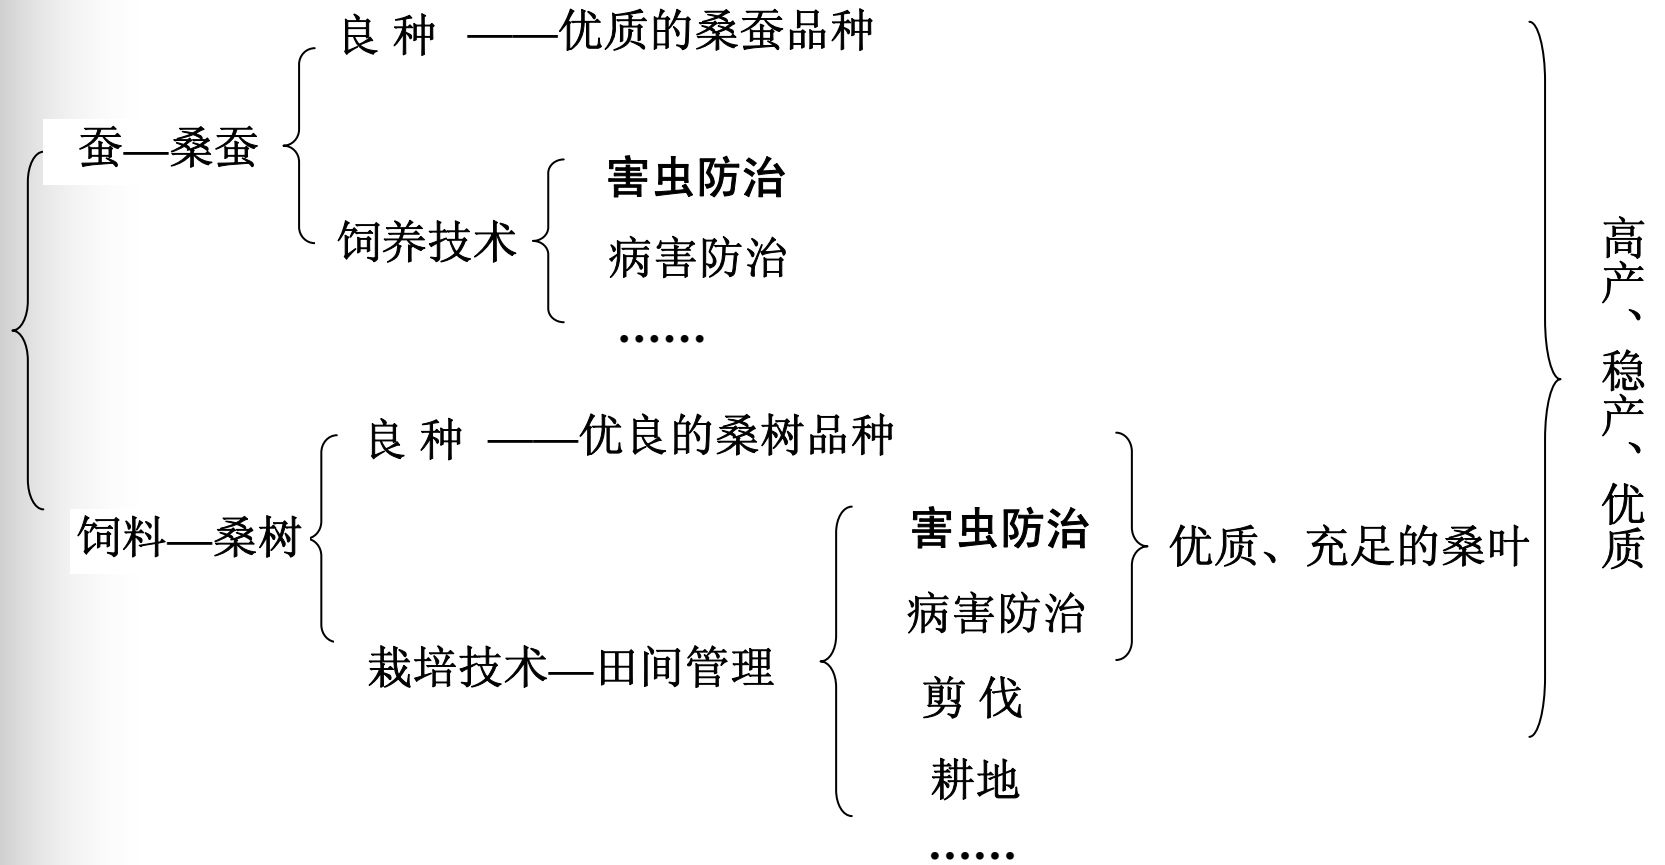 良 种 ——优质的桑蚕品种
蚕—桑蚕
害虫防治
饲养技术
病害防治
……
良 种 ——优良的桑树品种
饲料—桑树
害虫防治
优质、充足的桑叶
病害防治
栽培技术—田间管理
剪 伐
耕地
……
高产、稳产、优质